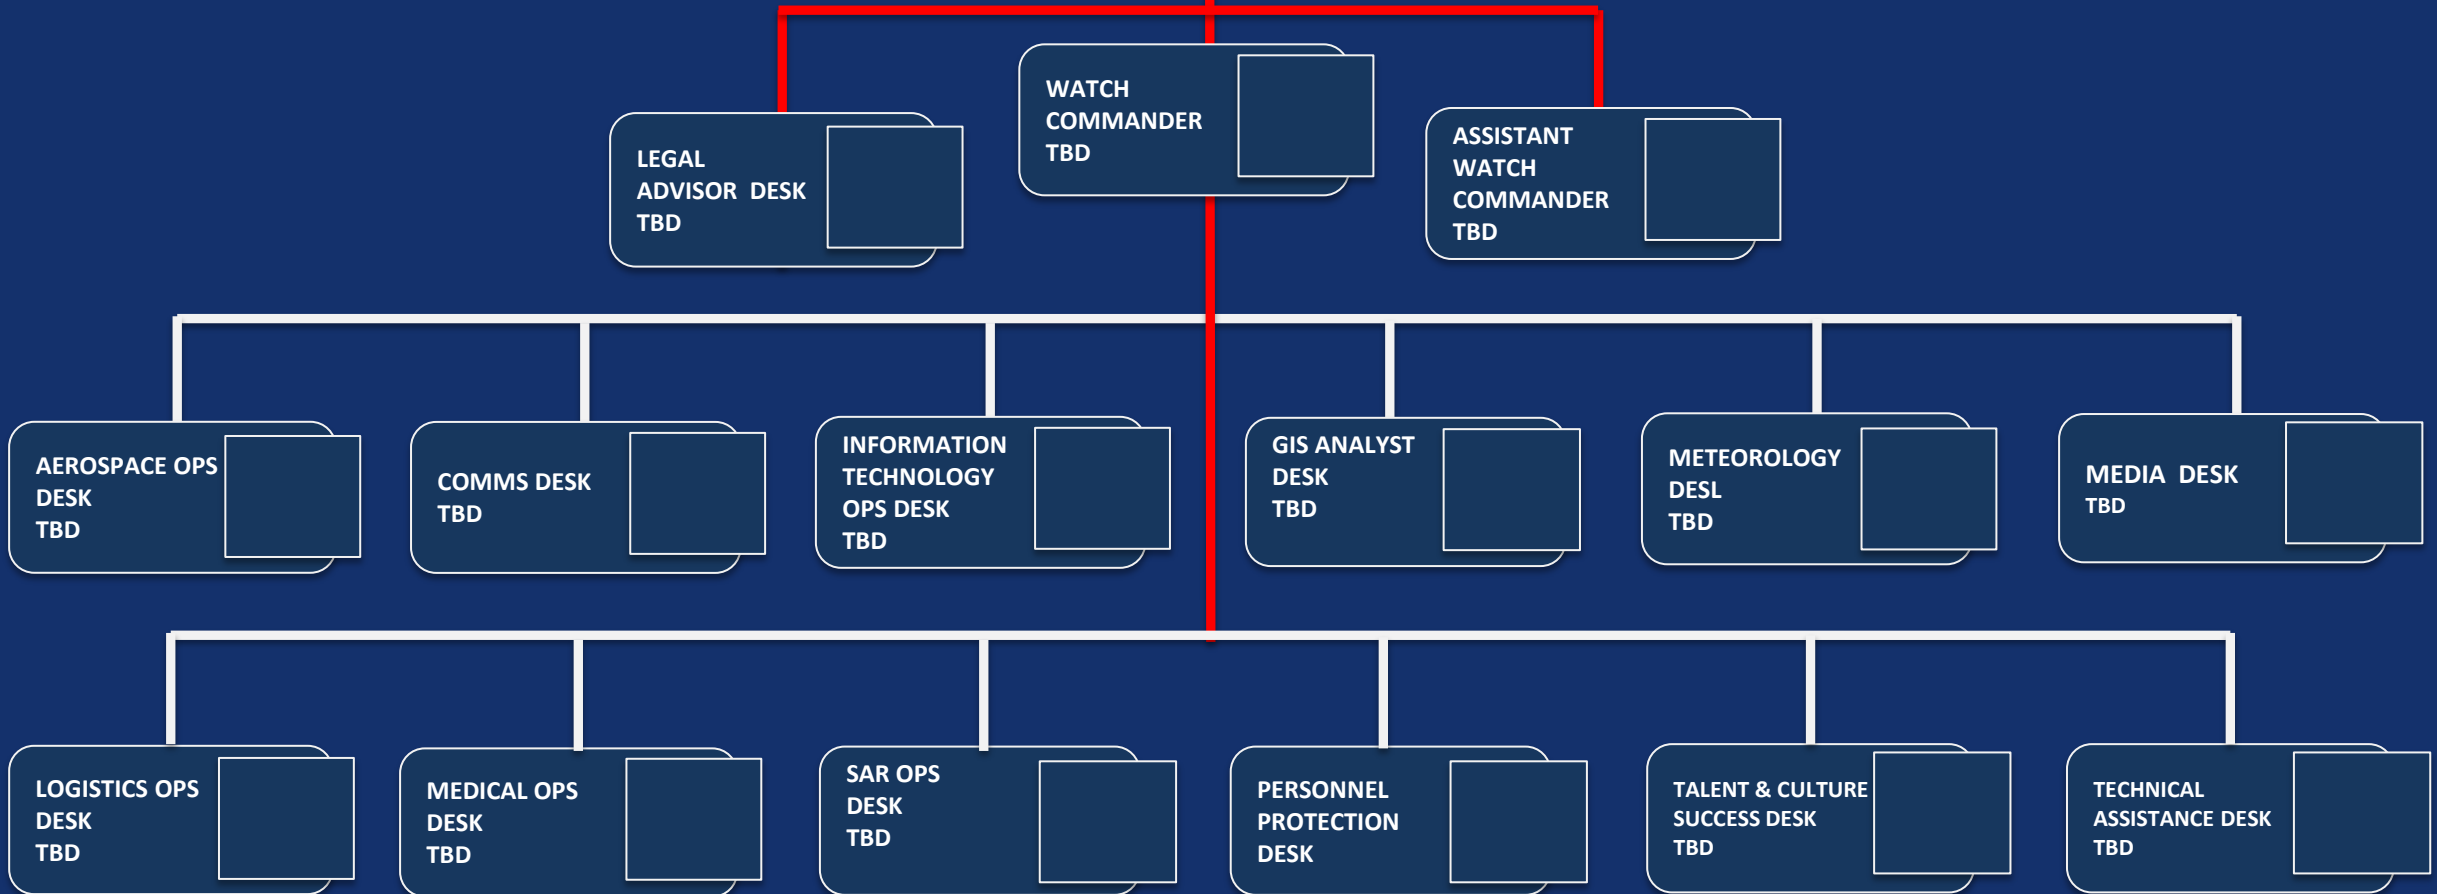 WATCH
COMMANDER
TBD
LEGAL
ADVISOR DESK
TBD
ASSISTANT
WATCH
COMMANDER
TBD
AEROSPACE OPS
DESK
TBD
COMMS DESK
TBD
INFORMATION
TECHNOLOGY
OPS DESK
TBD
GIS ANALYST
DESK
TBD
METEOROLOGY
DESL
TBD
MEDIA DESK
TBD
LOGISTICS OPS
DESK
TBD
MEDICAL OPS
DESK
TBD
SAR OPS
DESK
TBD
PERSONNEL
PROTECTION
DESK
TALENT & CULTURE
SUCCESS DESK
TBD
TECHNICAL
ASSISTANCE DESK
TBD